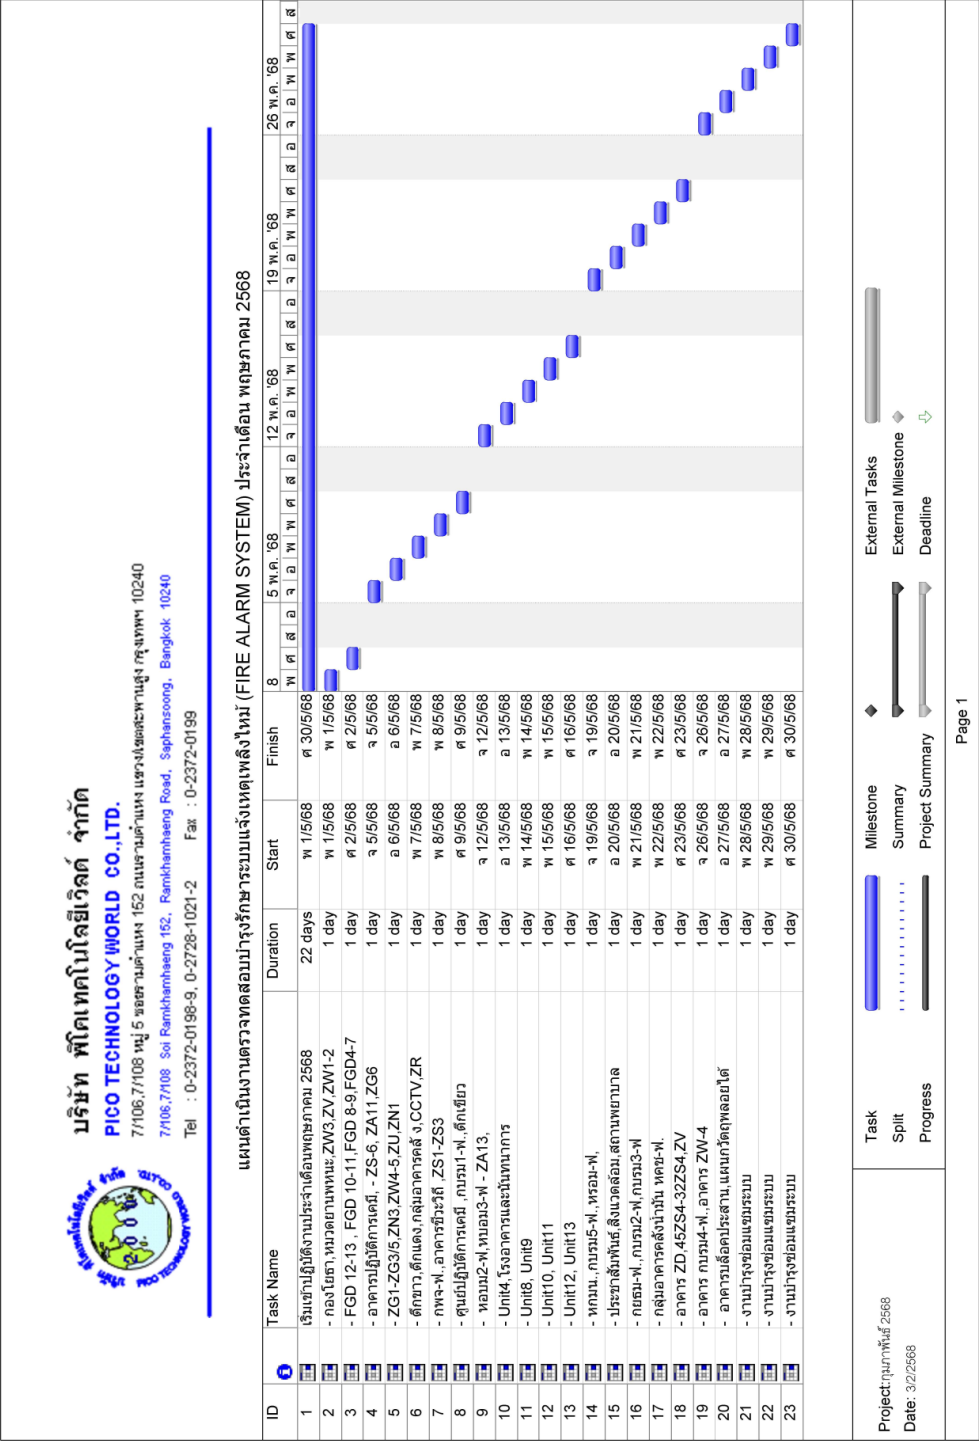 บริษัท พีโคเทคโนโลยีเวิลด์ จำกัด
PICO TECHNOLOGY WORLD CO.,LTD.
7/106,7/108 หมู่ 5 ซอยรามคำแหง 152 ถนนรามคำแหง แขวง/เขตสะพานสูง กรุงเทพฯ 10240
7/106,7/108 Soi Ramkhamhaeng 152, Ramkhamhaeng Road, Saphansoong, Bangkok 10240
Tel : 0-2372-0198-9, 0-2728-1021-2 Fax : 0-2372-0199
แผนดำเนินงานตรวจทดสอบบำรุงรักษาระบบแจ้งเหตุเพลิงไหม้ (FIRE ALARM SYSTEM) ประจำเดือน พฤษภาคม 2568
ID Task Name Duration Start Finish 8 5 พ.ค. '68 12 พ.ค. '68 19 พ.ค. '68 26 พ.ค. '68
พ ศ ส อ จ อ พ พ ศ ส อ จ อ พ พ ศ ส อ จ อ พ พ ศ ส อ จ อ พ พ ศ ส
1 เริ่มเข้าปฏิบัติงานประจำเดือนพฤษภาคม 2568 22 days พ 1/5/68 ศ 30/5/68
2 - กองโยธา,หมวดยานพหนะ,ZW3,ZV,ZW1-2 1 day พ 1/5/68 พ 1/5/68
3 - FGD 12-13 , FGD 10-11,FGD 8-9,FGD4-7 1 day ศ 2/5/68 ศ 2/5/68
4 - อาคารปฏิบัติการเคมี, - ZS-6, ZA11,ZG6 1 day จ 5/5/68 จ 5/5/68
5 - ZG1-ZG3/5,ZN3,ZW4-5,ZU,ZN1 1 day อ 6/5/68 อ 6/5/68
6 - ตึกขาว,ตึกแดง,กลุ่มอาคารคลัง,CCTV,ZR 1 day พ 7/5/68 พ 7/5/68
7 - กพจ-ฟ.,อาคารชีวะวิถี ,ZS1-ZS3 1 day พ 8/5/68 พ 8/5/68
8 - ศูนย์ปฏิบัติการเคมี ,กบรม1-ฟ.,ตึกเขียว 1 day ศ 9/5/68 ศ 9/5/68
9 - หอบม2-ฟ,หบอม3-ฟ - ZA13, 1 day จ 12/5/68 จ 12/5/68
10 - Unit4,โรงอาคารและนันทนาการ 1 day อ 13/5/68 อ 13/5/68
11 - Unit8, Unit9 1 day พ 14/5/68 พ 14/5/68
12 - Unit10, Unit11 1 day พ 15/5/68 พ 15/5/68
13 - Unit12, Unit13 1 day ศ 16/5/68 ศ 16/5/68
14 - หกมน.,กบรม5-ฟ.,หรอม-ฟ, 1 day จ 19/5/68 จ 19/5/68
15 - ประชาสัมพันธ์,สิ่งแวดล้อม,สถานพยาบาล 1 day อ 20/5/68 อ 20/5/68
16 - กยธม-ฟ.,กบรม2-ฟ,กบรม3-ฟ 1 day พ 21/5/68 พ 21/5/68
17 - กลุ่มอาคารคลังน้ำมัน หคช-ฟ. 1 day พ 22/5/68 พ 22/5/68
18 - อาคาร ZD,45ZS4-32ZS4,ZV 1 day ศ 23/5/68 ศ 23/5/68
19 - อาคาร กบรม4-ฟ.,อาคาร ZW-4 1 day จ 26/5/68 จ 26/5/68
20 - อาคารบล็อคประสาน,แผนกวัตถุพลอยได้ 1 day อ 27/5/68 อ 27/5/68
21 - งานบำรุงซ่อมแซมระบบ 1 day พ 28/5/68 พ 28/5/68
22 - งานบำรุงซ่อมแซมระบบ 1 day พ 29/5/68 พ 29/5/68
23 - งานบำรุงซ่อมแซมระบบ 1 day ศ 30/5/68 ศ 30/5/68
Project:กุมภาพันธ์ 2568
Date: 3/2/2568
Task Milestone External Tasks
Split Summary External Milestone
Progress Project Summary Deadline
Page 1